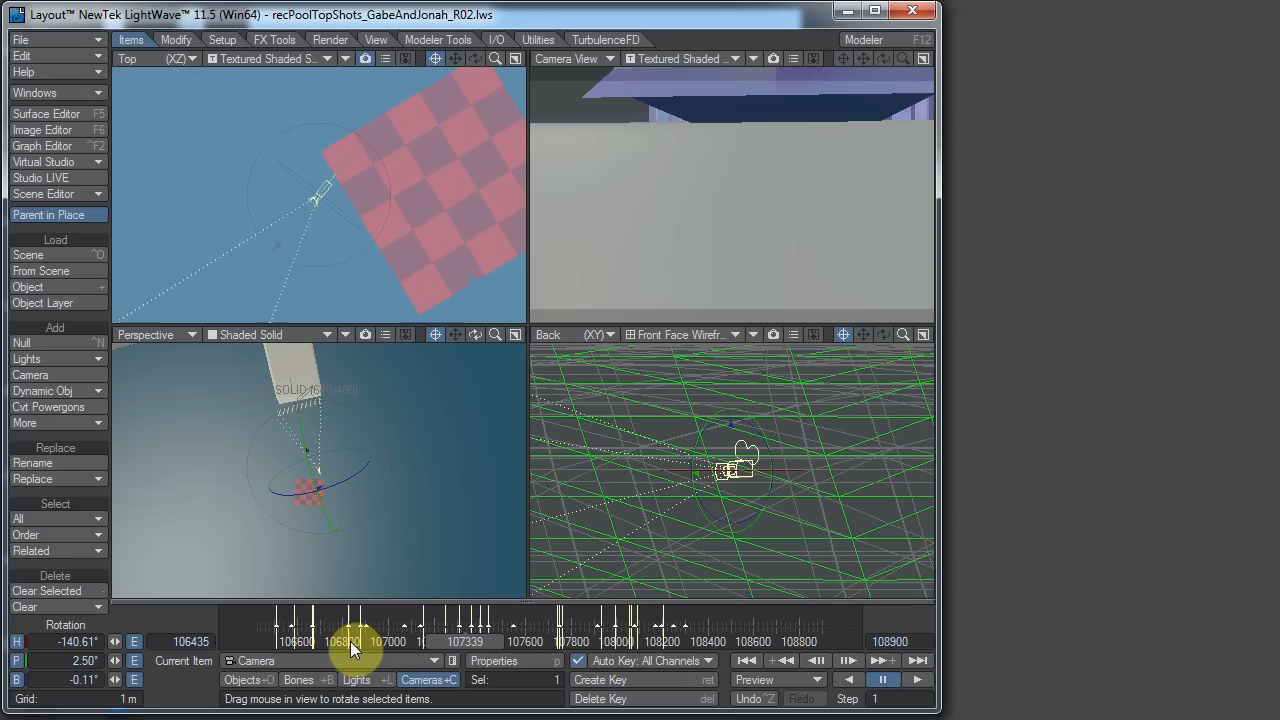 Layout™ NewTek LightWave™ 11.5 (Win64) - recPoolTopShots_GabeAndJonah_R02.lws
File Items Modify Setup FX Tools Render View Modeler Tools I/O Utilities TurbulenceFD Modeler F12
Edit Top (XZ) Textured Shaded S... Camera View Textured Shaded ...
Help
Windows
Surface Editor F5
Image Editor F6
Graph Editor ^F2
Virtual Studio
Studio LIVE
Scene Editor
Parent in Place
Load
Scene ^O
From Scene
Object +
Object Layer
Add Perspective Shaded Solid Back (XY) Front Face Wirefr...
Null ^N
Lights
Camera
Dynamic Obj
Cvt Powergons
More
Replace
Rename
Replace
Select
All
Order
Related
Delete
Clear Selected -
Clear
Rotation
H -140.61° E 106435 106600 107000 107339 107600 107800 108000 108200 108400 108600 108800 108900
P 2.50° E Current Item Camera Properties p Auto Key: All Channels
B -0.11° E Objects+O Bones +B Lights +L Cameras+C Sel: 1 Create Key ret Preview
Grid: 1 m Drag mouse in view to rotate selected items. Delete Key del Undo^Z Redo Step 1